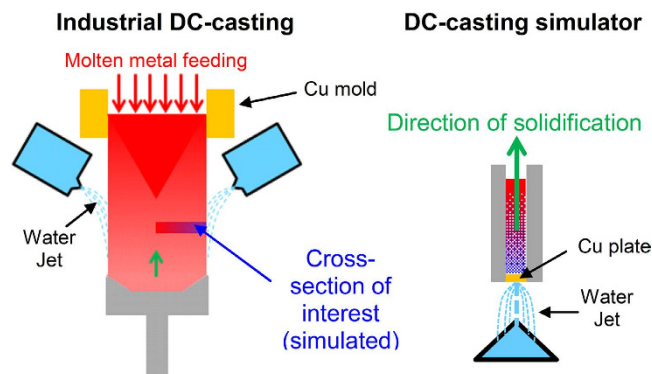 Industrial DC-casting
Molten metal feeding
Cu mold
Water
Jet
Cross-
section of
interest
(simulated)
DC-casting simulator
Direction of solidification
Cu plate
Water
Jet